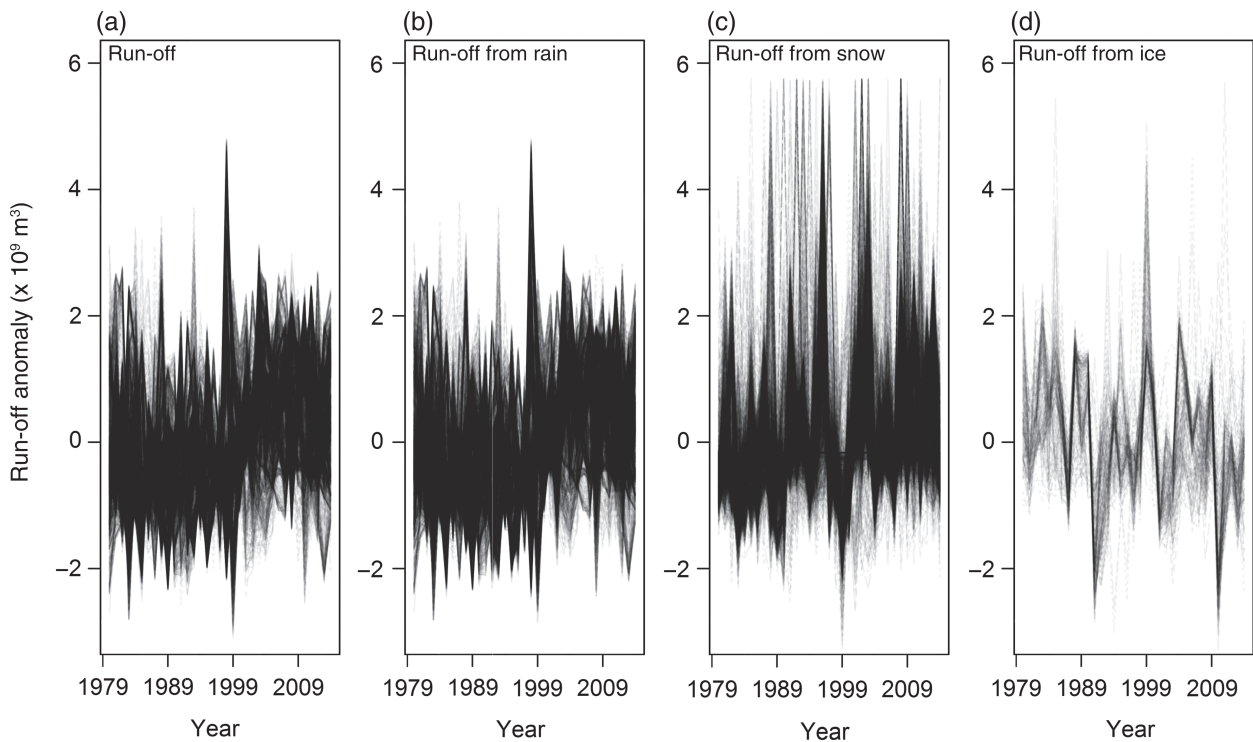 (a) (b) (c) (d)
Run-off Run-off from rain Run-off from snow Run-off from ice
6 6 6 6
4 4 4 4
2 2 2 2
0 0 0 0
−2 −2 −2 −2
Run-off anomaly (x 10⁹ m³)
1979 1989 1999 2009 1979 1989 1999 2009 1979 1989 1999 2009 1979 1989 1999 2009
Year Year Year Year